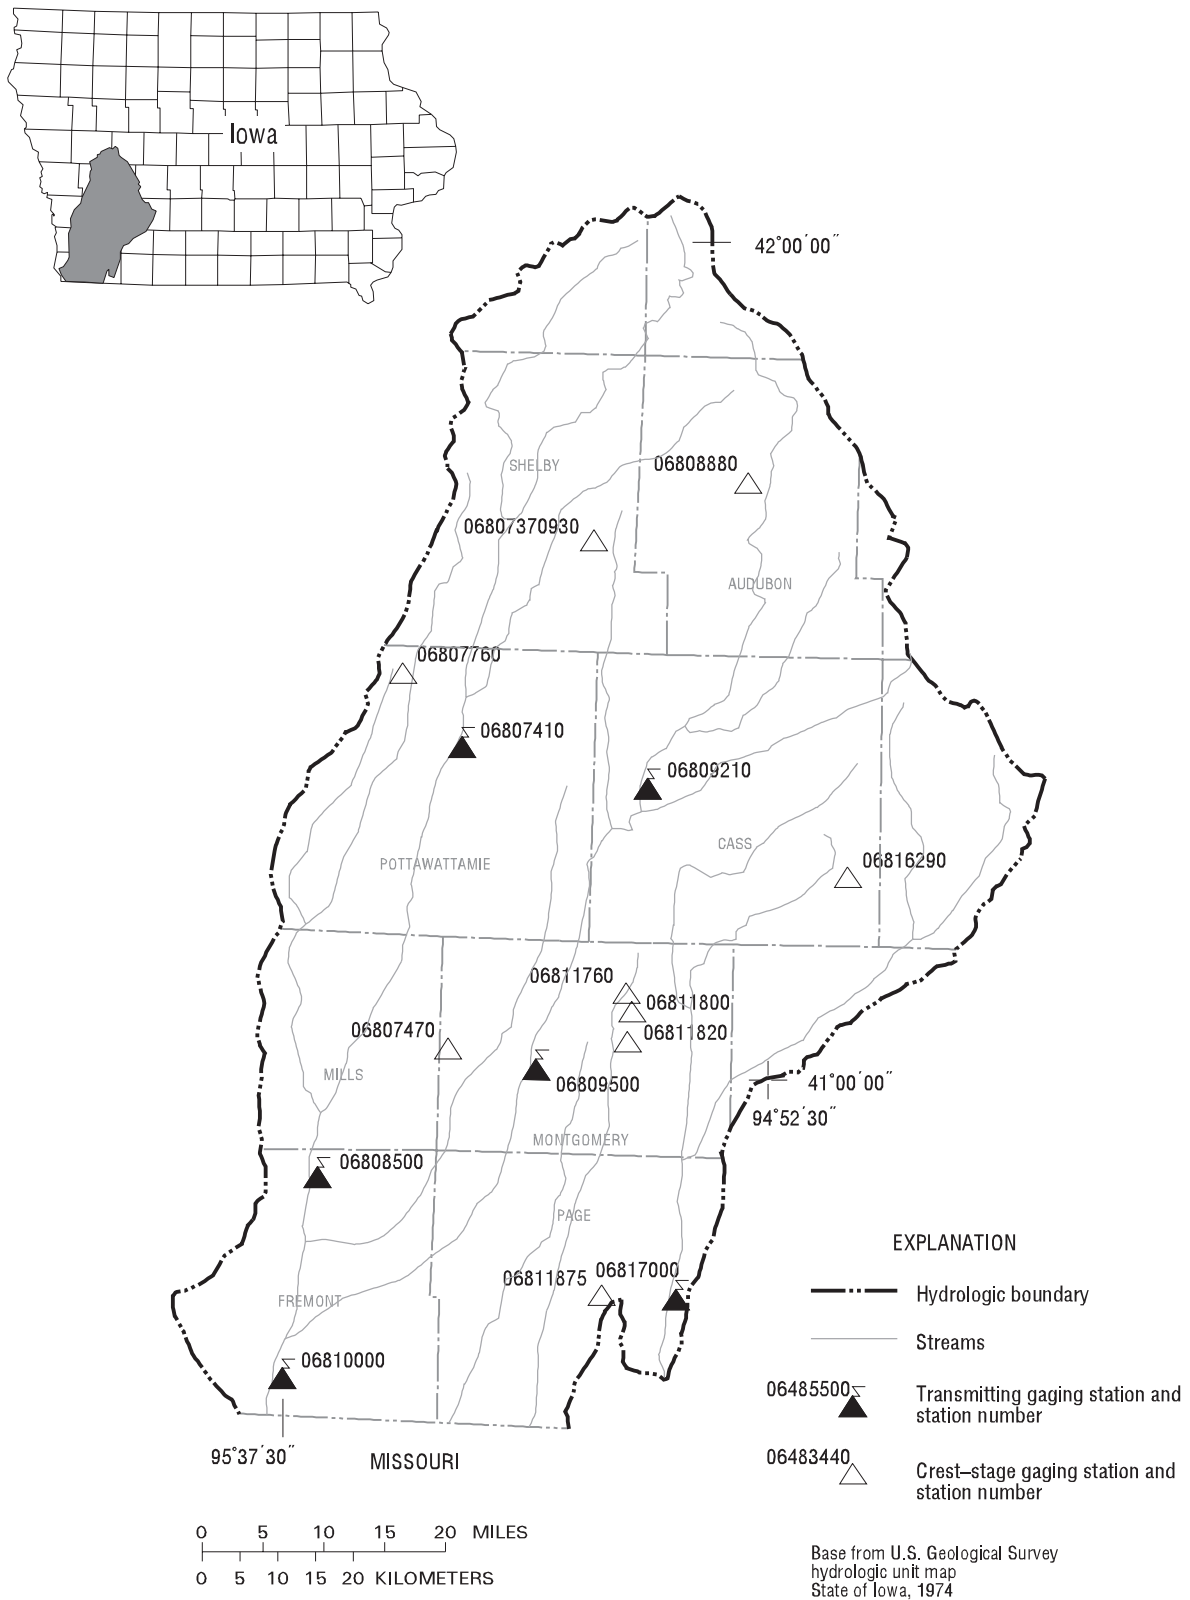 Iowa
42°00′00″
SHELBY
06808880
06807370930
AUDUBON
06807760
06807410
06809210
CASS
POTTAWATTAMIE
06816290
06811760
06811800
06807470
06811820
MILLS
06809500
41°00′00″
94°52′30″
MONTGOMERY
06808500
PAGE
06811875
06817000
FREMONT
06810000
95°37′30″
MISSOURI
EXPLANATION
Hydrologic boundary
Streams
06485500
Transmitting gaging station and
station number
06483440
Crest–stage gaging station and
station number
0 5 10 15 20 MILES
0 5 10 15 20 KILOMETERS
Base from U.S. Geological Survey
hydrologic unit map
State of Iowa, 1974